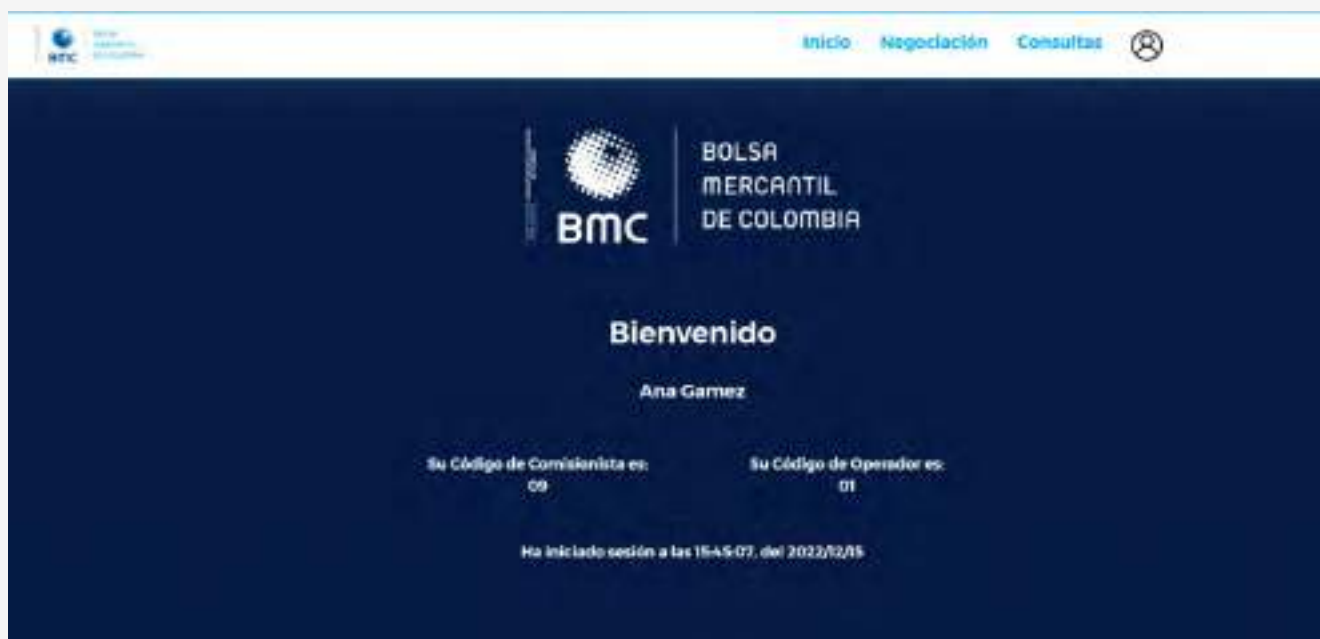 BMC
Inicio Negociación Consultas
BMC
BOLSA
MERCANTIL
DE COLOMBIA
Bienvenido
Ana Gamez
Su Código de Comisionista es:
09
Su Código de Operador es:
01
Ha iniciado sesión a las 15:45:07, del 2022/12/15